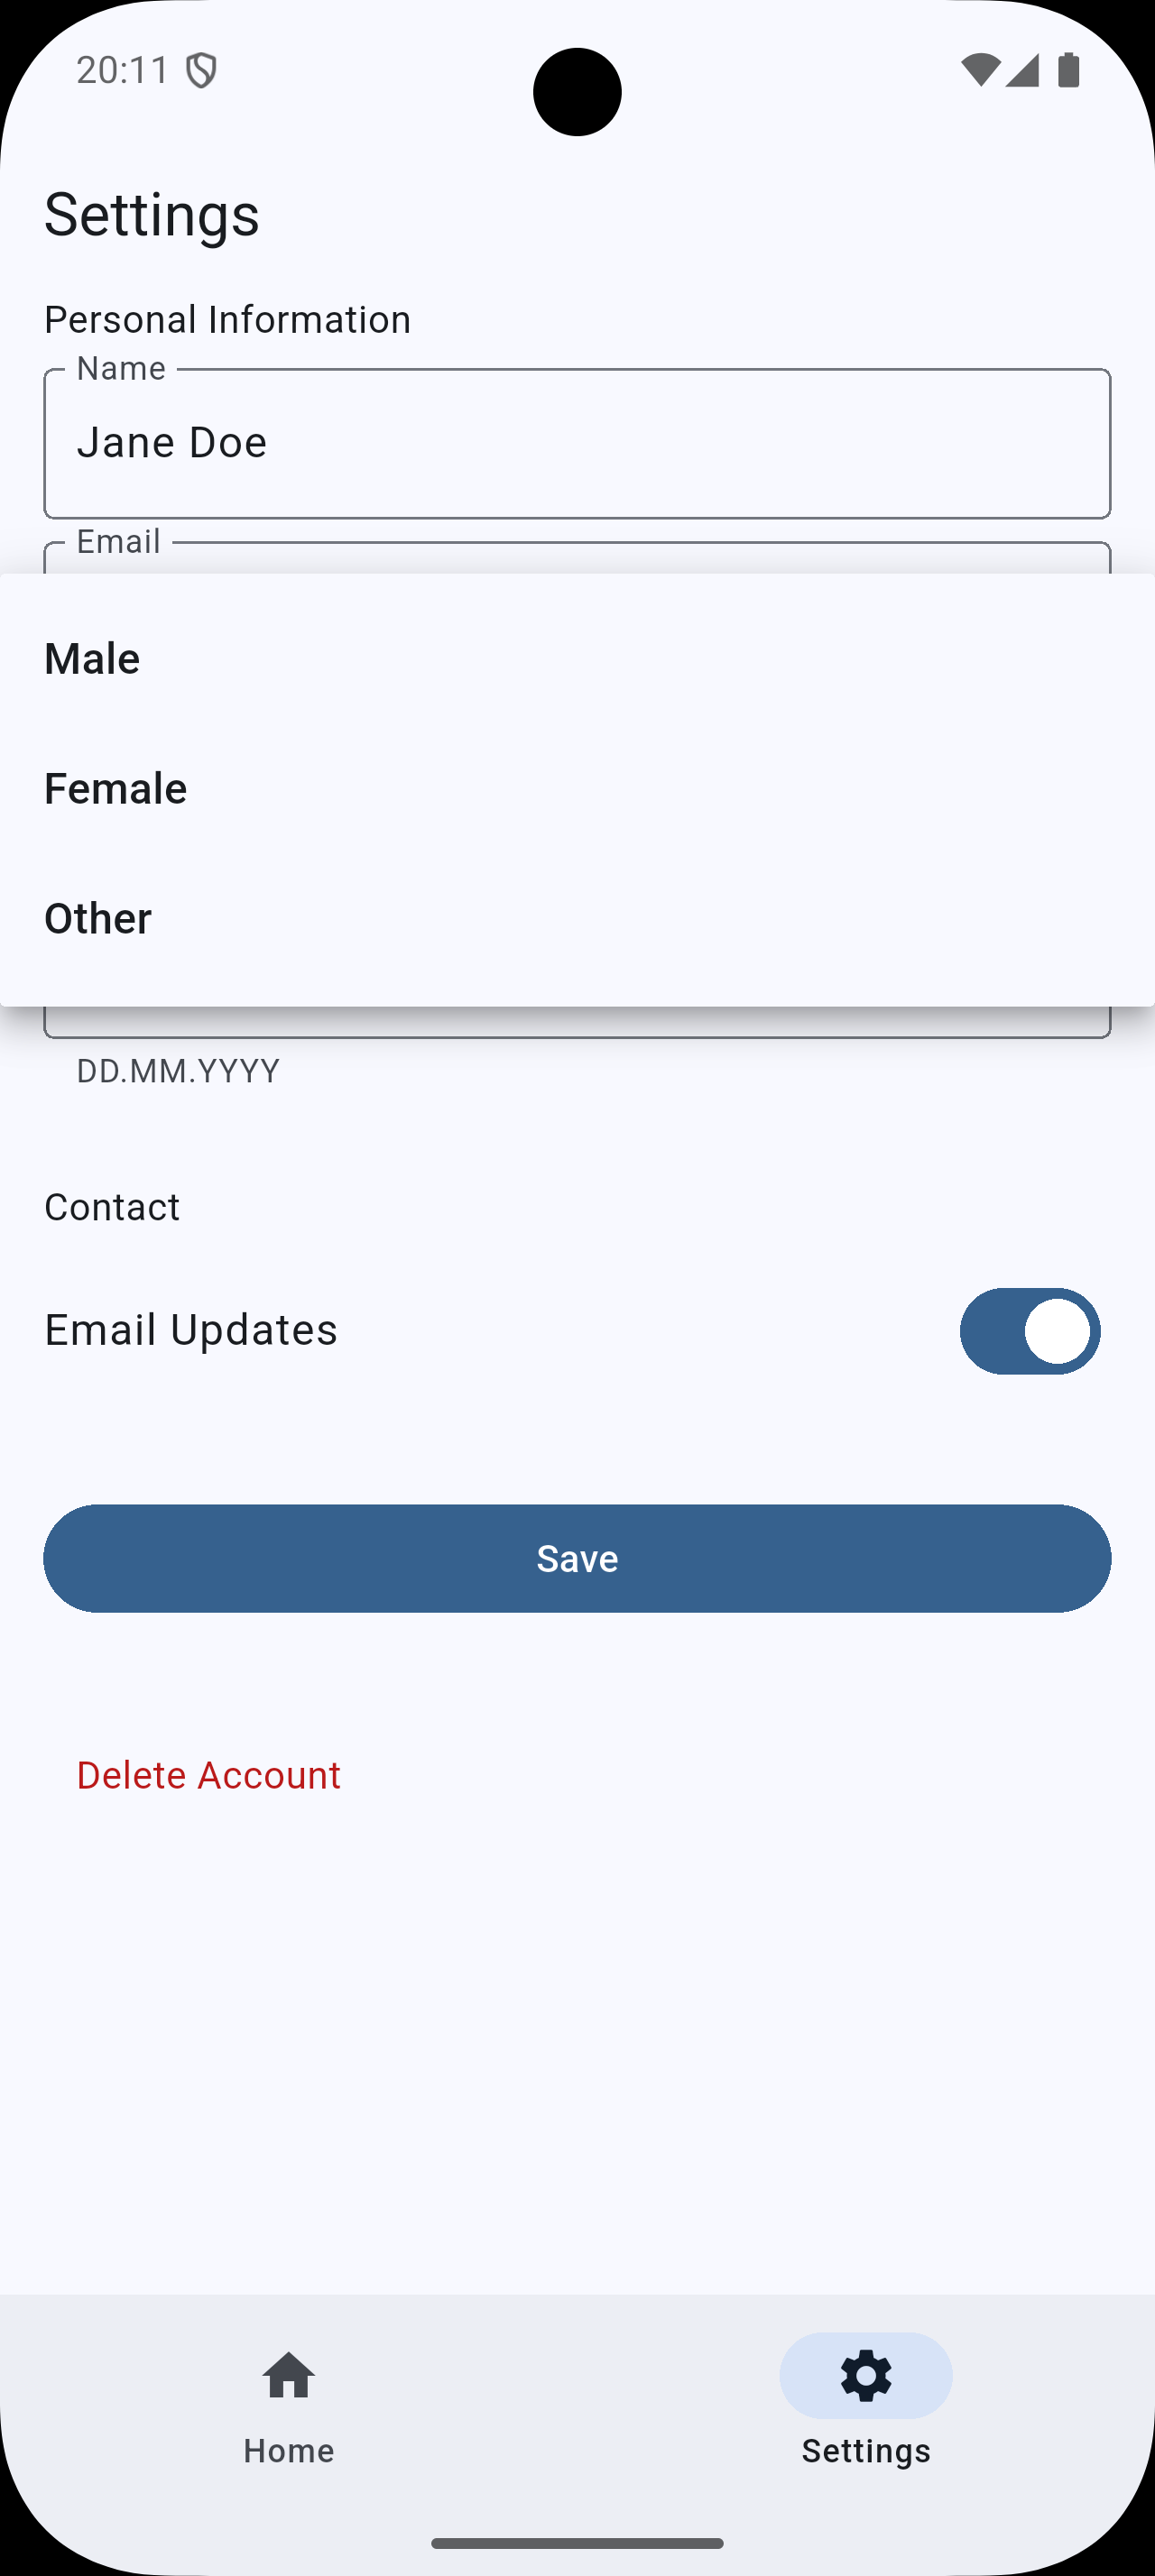 20:11
Settings
Personal Information
Name
Jane Doe
Email
Male
Female
Other
DD.MM.YYYY
Contact
Email Updates
Save
Delete Account
Home
Settings